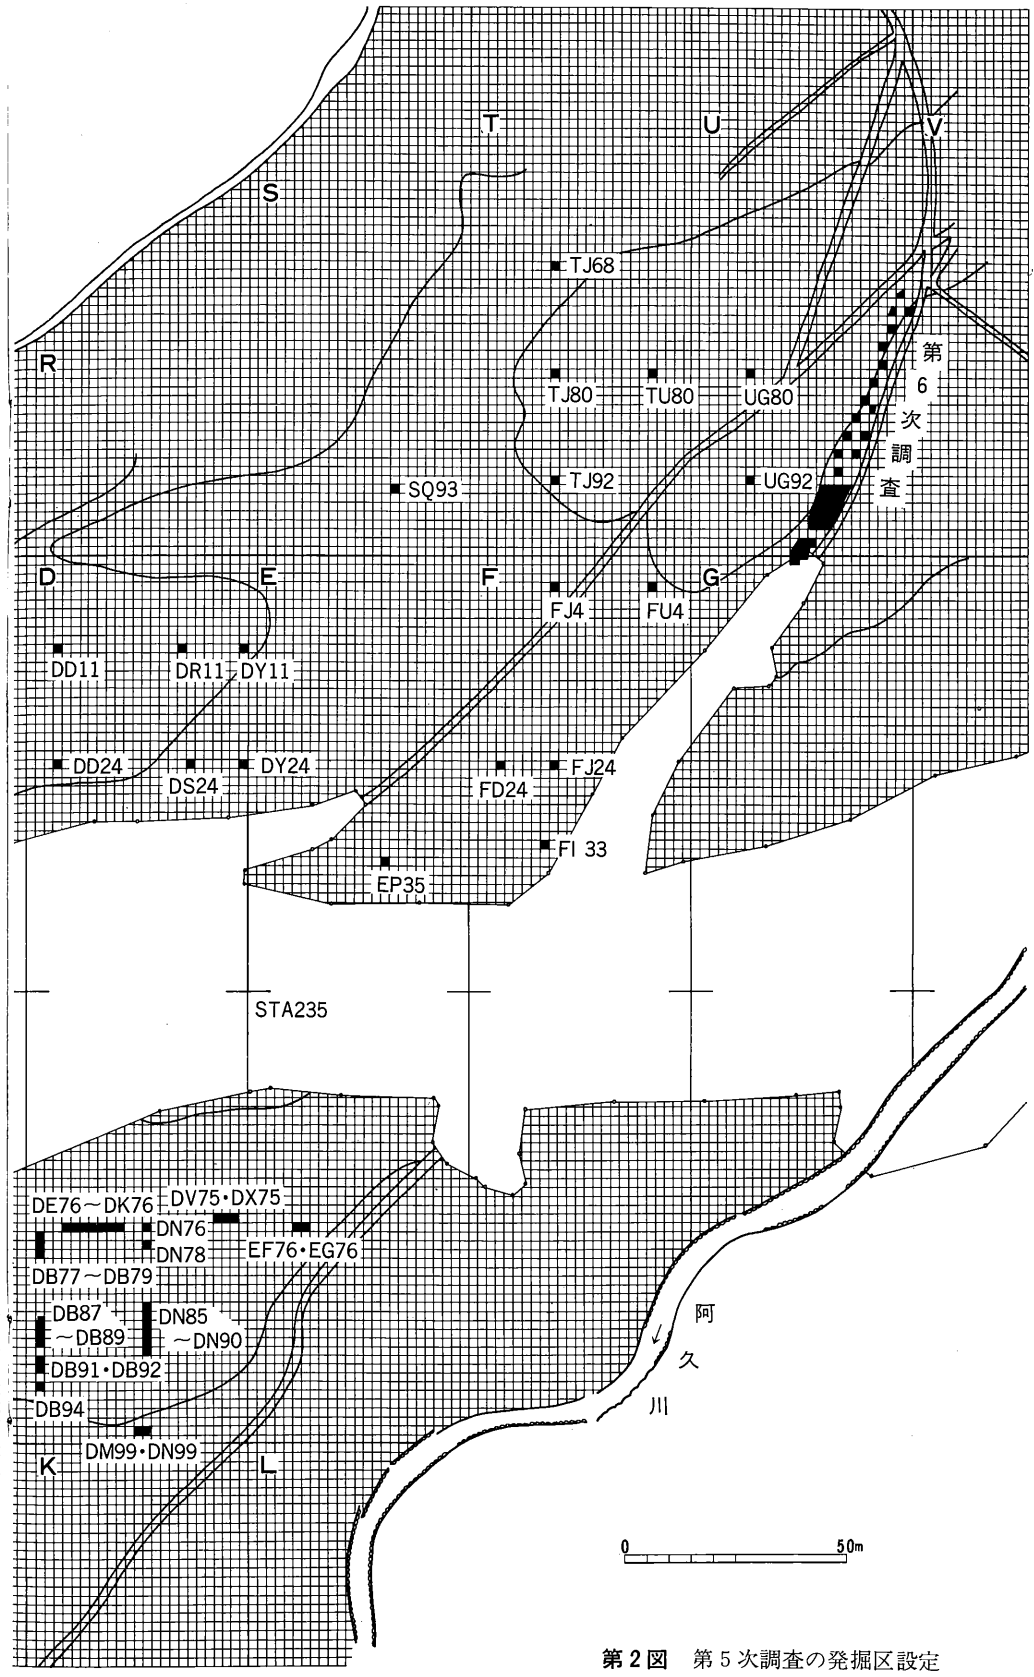 T
U
V
S
TJ68
R
TJ80
TU80
UG80
第6次調査
SQ93
TJ92
UG92
D
E
F
G
FJ4
FU4
DD11
DR11
DY11
DD24
DS24
DY24
FD24
FJ24
FI 33
EP35
STA235
DE76～DK76
DV75・DX75
DN76
DN78
EF76・EG76
DB77～DB79
DB87
～DB89
DN85
～DN90
DB91・DB92
DB94
DM99・DN99
K
L
阿久川
↓
0
50m
第2図 第5次調査の発掘区設定